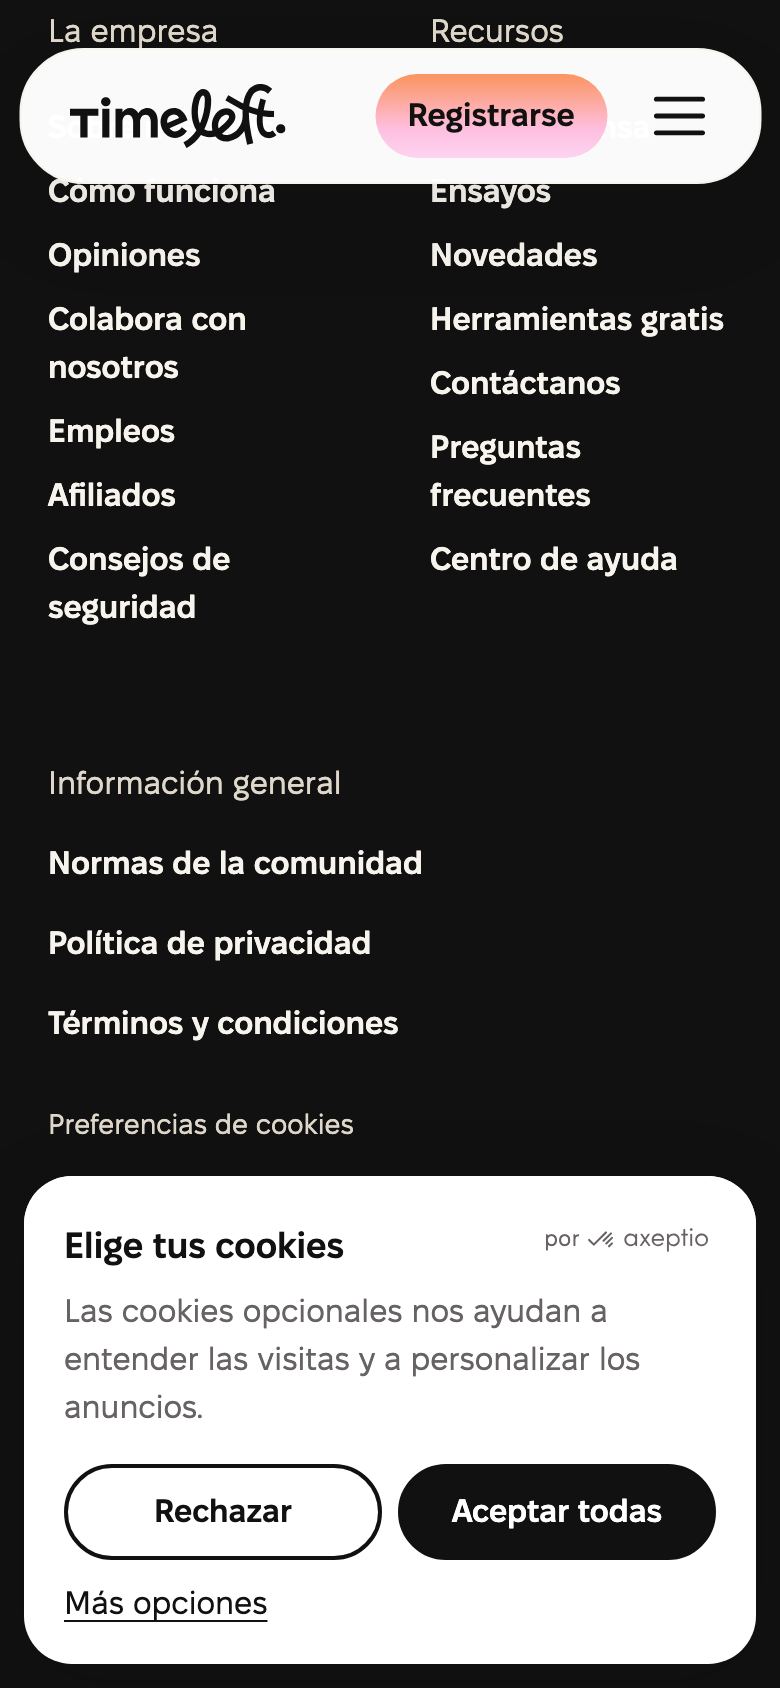 La empresa
Recursos
Timeleft.
Registrarse
Cómo funciona
Opiniones
Colabora con
nosotros
Empleos
Afiliados
Consejos de
seguridad
Ensayos
Novedades
Herramientas gratis
Contáctanos
Preguntas
frecuentes
Centro de ayuda
Información general
Normas de la comunidad
Política de privacidad
Términos y condiciones
Preferencias de cookies
Elige tus cookies
por axeptio
Las cookies opcionales nos ayudan a
entender las visitas y a personalizar los
anuncios.
Rechazar
Aceptar todas
Más opciones